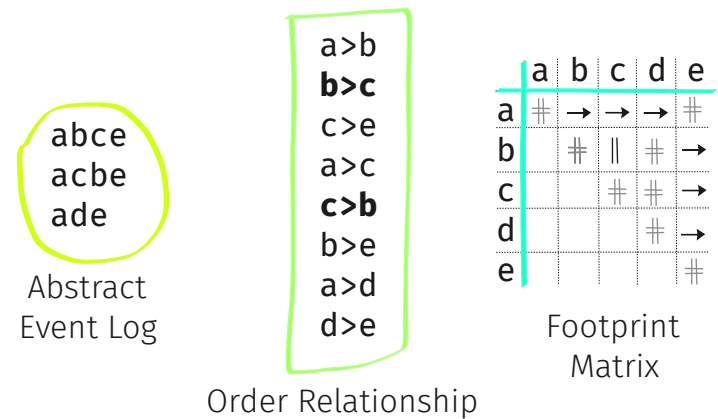 abce
acbe
ade
Abstract
Event Log
a>b
b>c
c>e
a>c
c>b
b>e
a>d
d>e
Order Relationship
a b c d e
a # → → → #
b # || # →
c # # →
d # →
e #
Footprint
Matrix